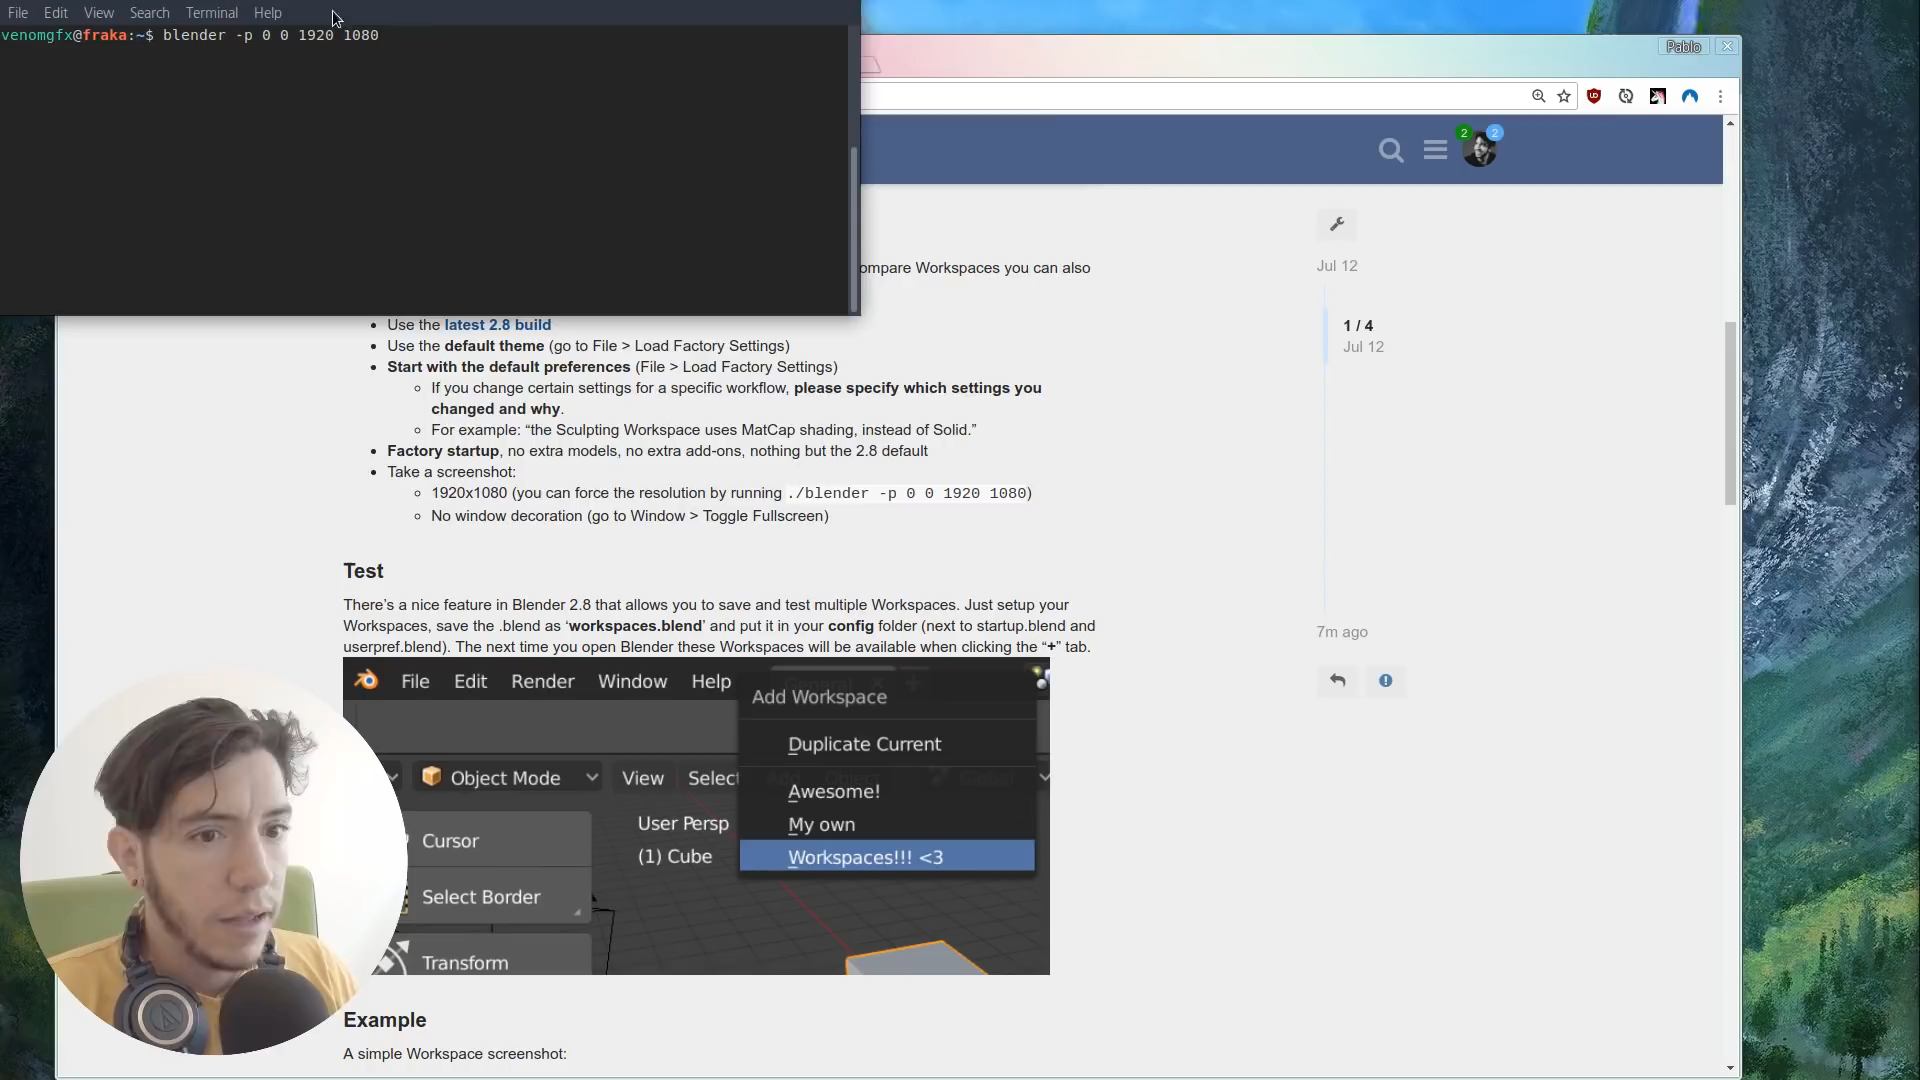 File Edit View Search Terminal Help
venomgfx@fraka:~$ blender -p 0 0 1920 1080
Pablo
2 2
ompare Workspaces you can also
• Use the latest 2.8 build
• Use the default theme (go to File > Load Factory Settings)
• Start with the default preferences (File > Load Factory Settings)
◦ If you change certain settings for a specific workflow, please specify which settings you
changed and why.
◦ For example: “the Sculpting Workspace uses MatCap shading, instead of Solid.”
• Factory startup, no extra models, no extra add-ons, nothing but the 2.8 default
• Take a screenshot:
◦ 1920x1080 (you can force the resolution by running ./blender -p 0 0 1920 1080)
◦ No window decoration (go to Window > Toggle Fullscreen)
Jul 12
1 / 4
Jul 12
7m ago
Test
There’s a nice feature in Blender 2.8 that allows you to save and test multiple Workspaces. Just setup your
Workspaces, save the .blend as ‘workspaces.blend’ and put it in your config folder (next to startup.blend and
userpref.blend). The next time you open Blender these Workspaces will be available when clicking the “+” tab.
File Edit Render Window Help General
Add Workspace
Duplicate Current
Awesome!
My own
Workspaces!!! <3
Object Mode View Select Add Object Global
User Persp
(1) Cube
Cursor
Select Border
Transform
Example
A simple Workspace screenshot: